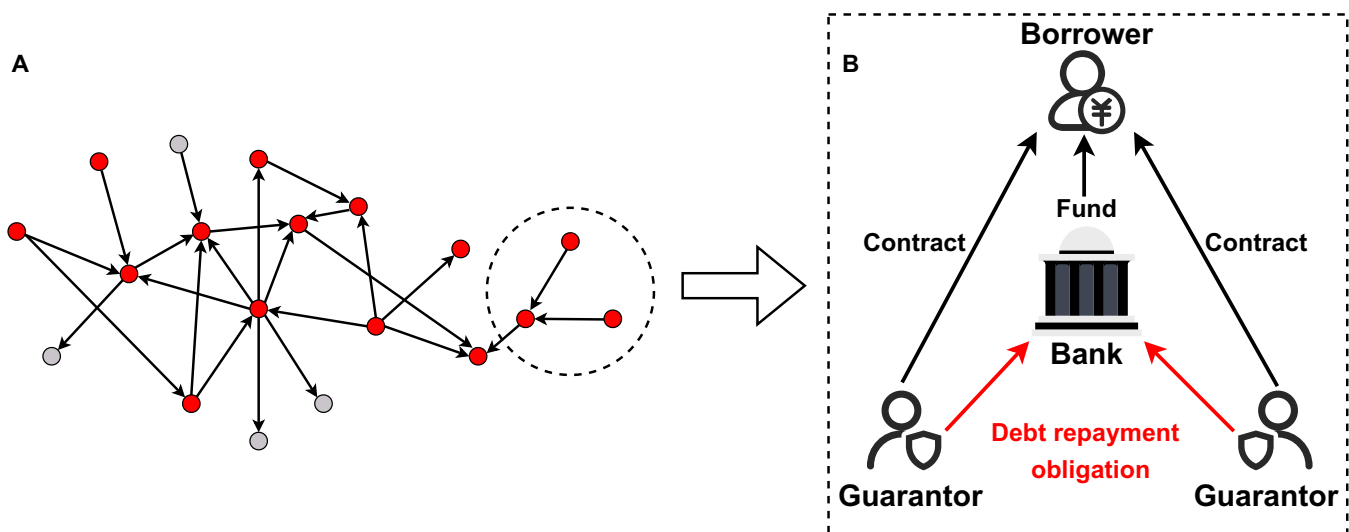 A
B
Borrower
¥
Fund
Contract
Contract
Bank
Debt repayment
obligation
Guarantor
Guarantor